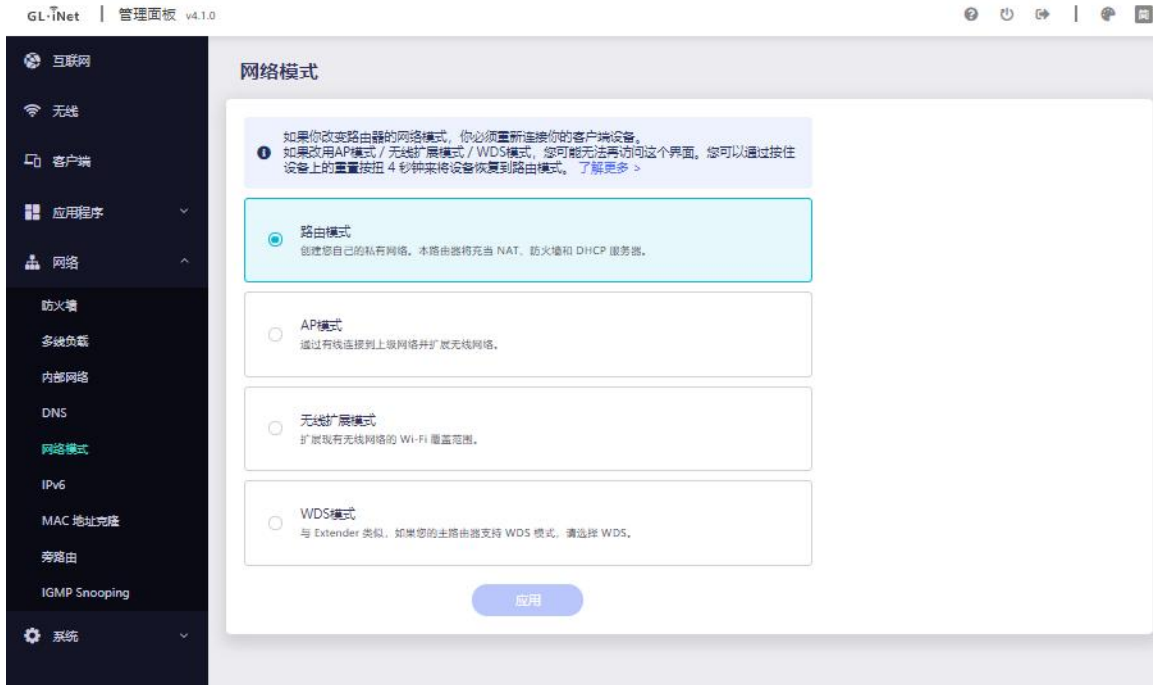 GL·iNet | 管理面板 v4.1.0
简
互联网
无线
客户端
应用程序
网络
防火墙
多线负载
内部网络
DNS
网络模式
IPv6
MAC 地址克隆
旁路由
IGMP Snooping
系统
网络模式
如果你改变路由器的网络模式，你必须重新连接你的客户端设备。
如果改用AP模式 / 无线扩展模式 / WDS模式，您可能无法再访问这个界面。您可以通过按住
设备上的重置按扭 4 秒钟来将设备恢复到路由模式。 了解更多 >
路由模式
创建您自己的私有网络。本路由器将充当 NAT、防火墙和 DHCP 服务器。
AP模式
通过有线连接到上级网络并扩展无线网络。
无线扩展模式
扩展现有无线网络的 Wi-Fi 覆盖范围。
WDS模式
与 Extender 类似，如果您的主路由器支持 WDS 模式，请选择 WDS。
应用